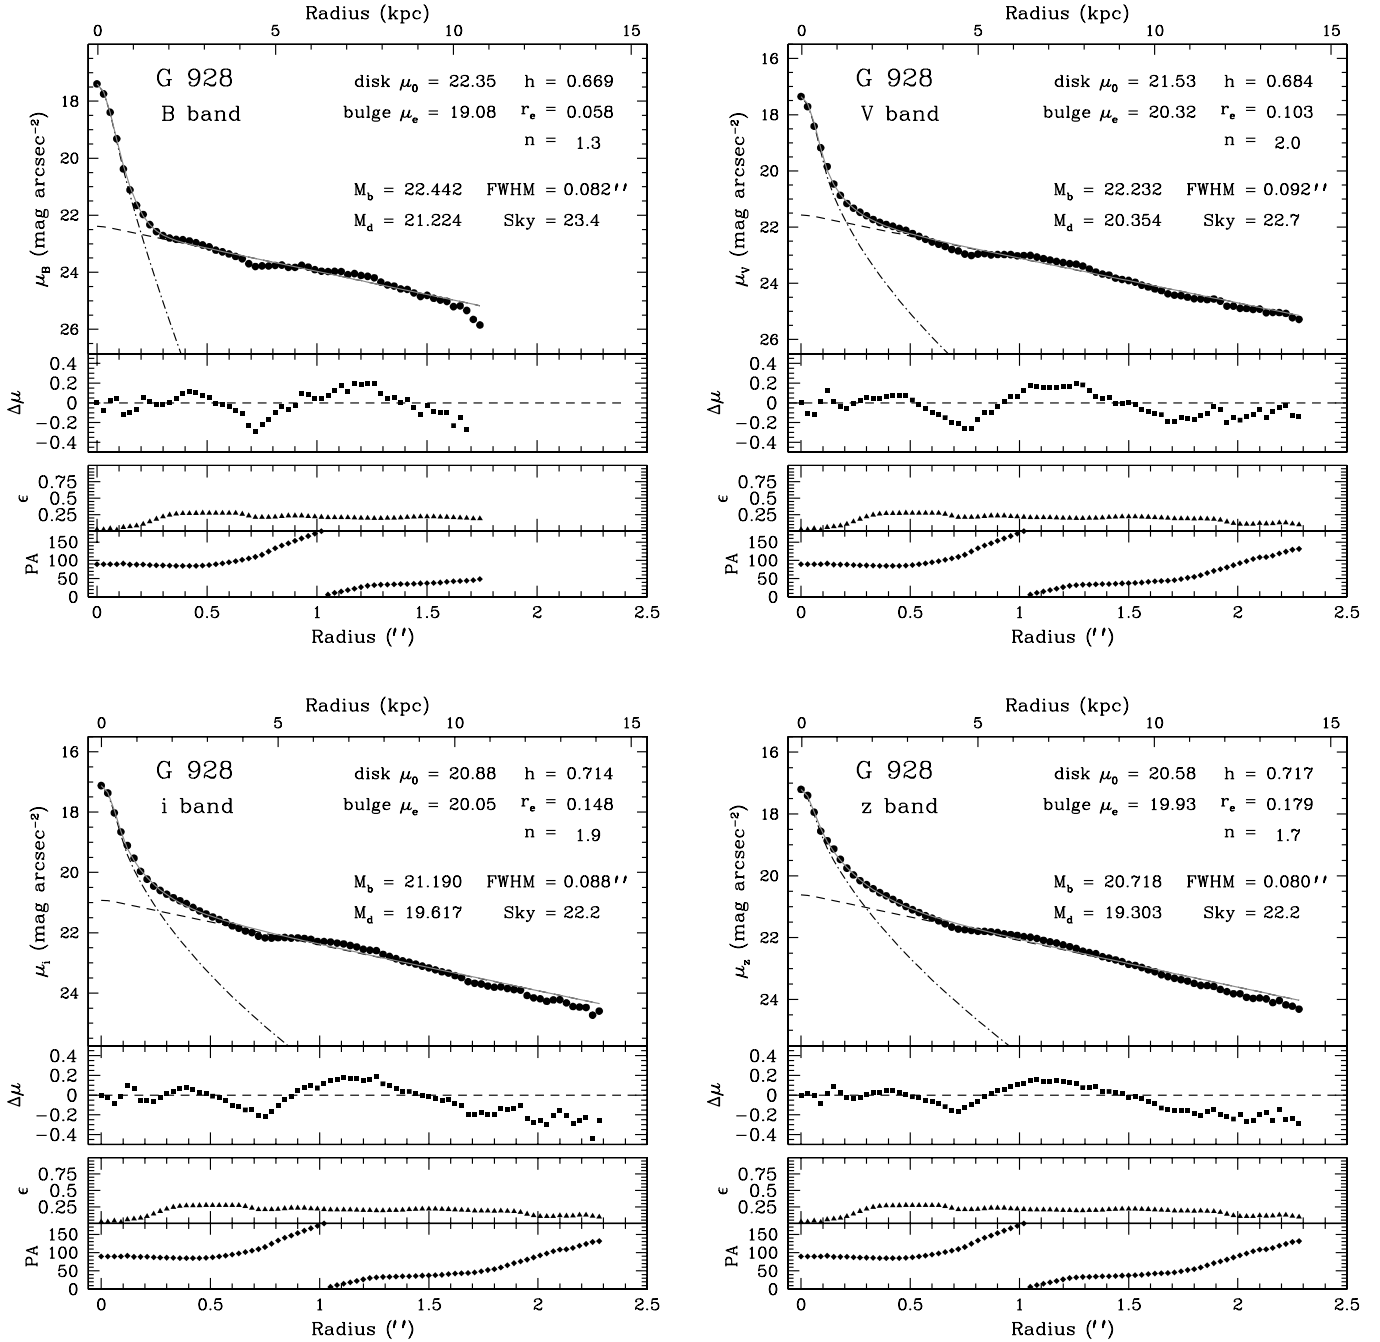 Radius (kpc)
0 5 10
G 928
B band
disk μ0 = 22.35 h = 0.669
bulge μe = 19.08 re = 0.058
n = 1.3
Mb = 22.442 FWHM = 0.082″
Md = 21.224 Sky = 23.4
μB (mag arcsec−2)
18
20
22
24
26
Δμ
0.4
0.2
0
−0.2
−0.4
ϵ
0.75
0.5
0.25
PA
150
100
50
0
0 0.5 1 1.5 2 2.5
Radius (″)
Radius (kpc)
0 5 10 15
G 928
V band
disk μ0 = 21.53 h = 0.684
bulge μe = 20.32 re = 0.103
n = 2.0
Mb = 22.232 FWHM = 0.092″
Md = 20.354 Sky = 22.7
μV (mag arcsec−2)
16
18
20
22
24
26
Δμ
0.4
0.2
0
−0.2
−0.4
ϵ
0.75
0.5
0.25
PA
150
100
50
0
0 0.5 1 1.5 2 2.5
Radius (″)
Radius (kpc)
0 5 10 15
G 928
i band
disk μ0 = 20.88 h = 0.714
bulge μe = 20.05 re = 0.148
n = 1.9
Mb = 21.190 FWHM = 0.088″
Md = 19.617 Sky = 22.2
μi (mag arcsec−2)
16
18
20
22
24
Δμ
0.4
0.2
0
−0.2
−0.4
ϵ
0.75
0.5
0.25
PA
150
100
50
0
0 0.5 1 1.5 2 2.5
Radius (″)
Radius (kpc)
0 5 10 15
G 928
z band
disk μ0 = 20.58 h = 0.717
bulge μe = 19.93 re = 0.179
n = 1.7
Mb = 20.718 FWHM = 0.080″
Md = 19.303 Sky = 22.2
μz (mag arcsec−2)
16
18
20
22
24
Δμ
0.4
0.2
0
−0.2
−0.4
ϵ
0.75
0.5
0.25
PA
150
100
50
0
0 0.5 1 1.5 2 2.5
Radius (″)